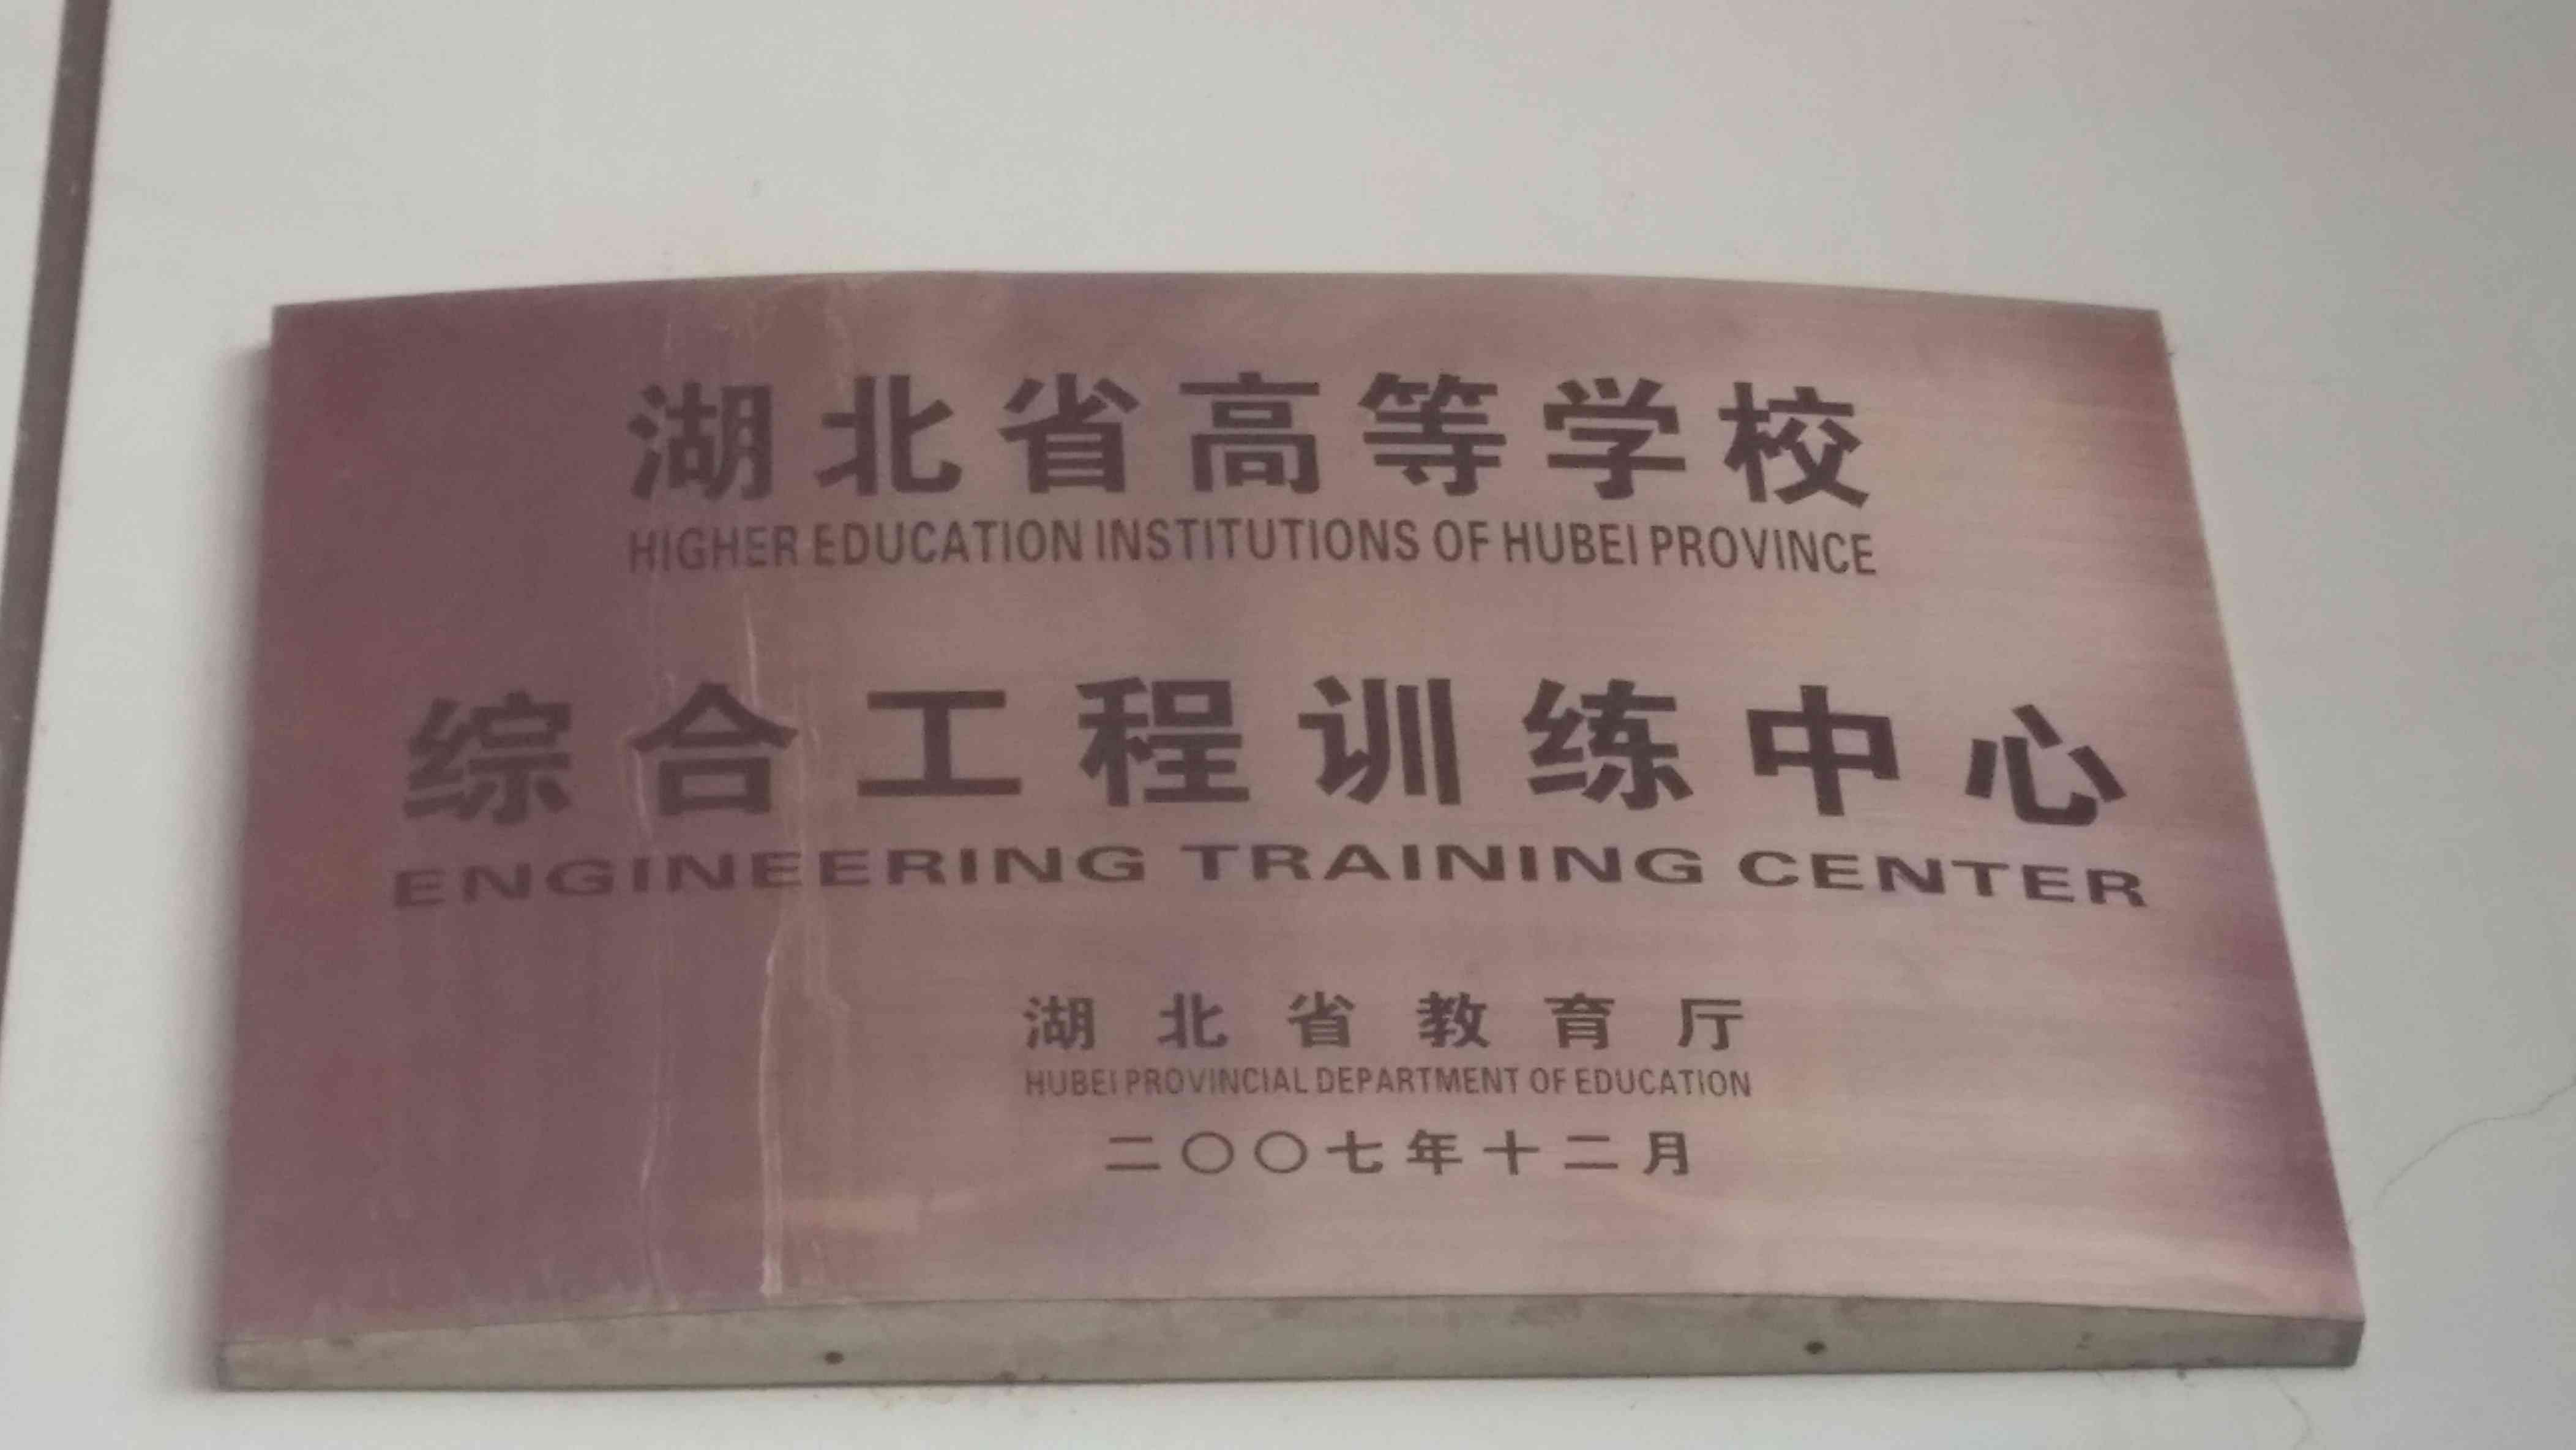 湖北省高等学校
HIGHER EDUCATION INSTITUTIONS OF HUBEI PROVINCE
综合工程训练中心
ENGINEERING TRAINING CENTER
湖北省教育厅
HUBEI PROVINCIAL DEPARTMENT OF EDUCATION
二〇〇七年十二月